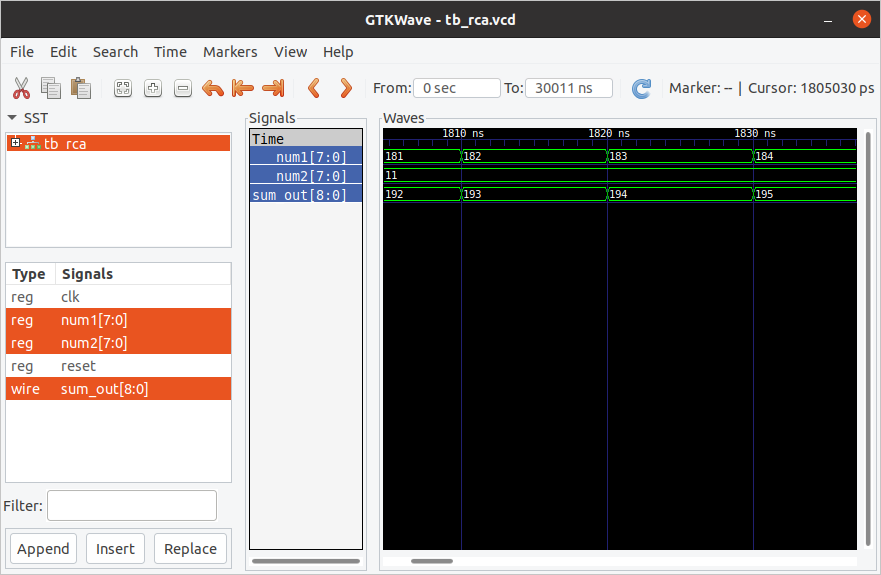 GTKWave - tb_rca.vcd
File Edit Search Time Markers View Help
From: 0 sec To: 30011 ns Marker: -- | Cursor: 1805030 ps
SST
tb_rca
Type Signals
reg clk
reg num1[7:0]
reg num2[7:0]
reg reset
wire sum_out[8:0]
Filter:
Append Insert Replace
Signals
Time
num1[7:0]
num2[7:0]
sum_out[8:0]
Waves
1810 ns 1820 ns 1830 ns
181 182 183 184
11
192 193 194 195